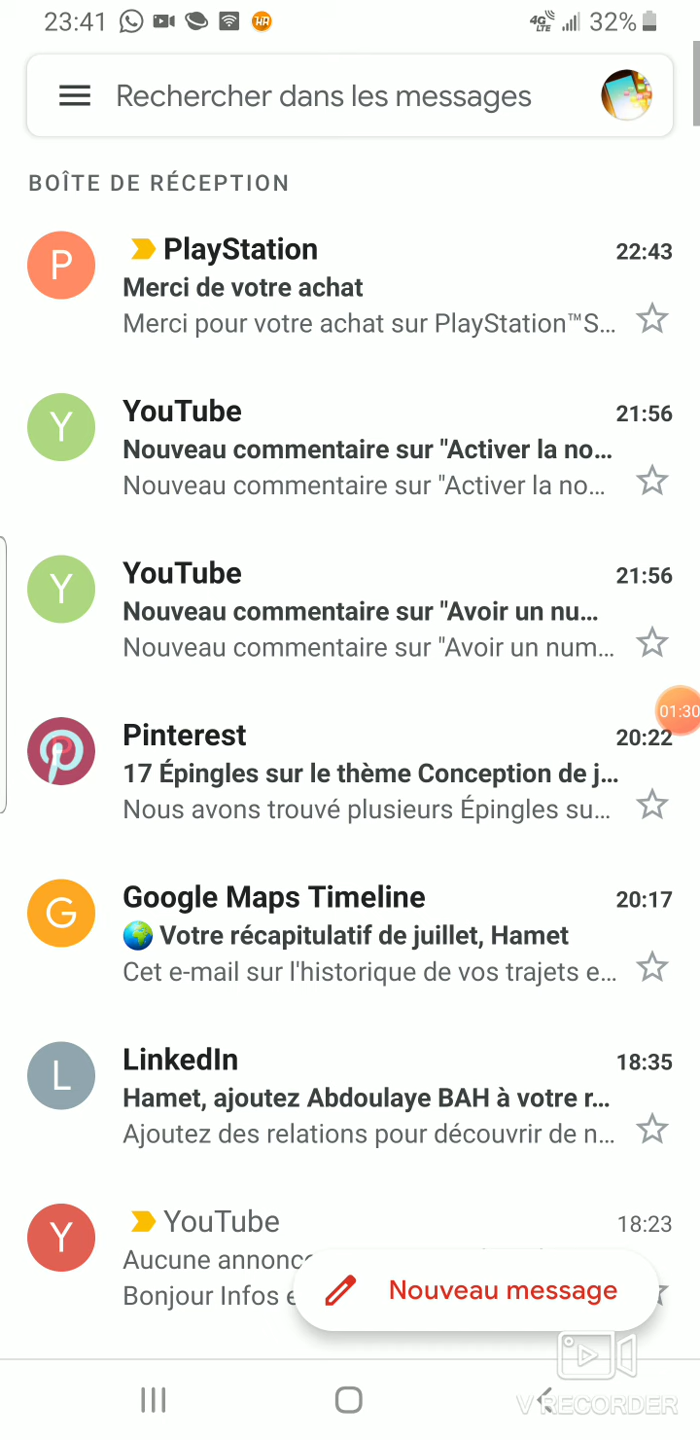 23:41 32%
Rechercher dans les messages
BOÎTE DE RÉCEPTION
P PlayStation 22:43
Merci de votre achat
Merci pour votre achat sur PlayStation™S...
Y YouTube 21:56
Nouveau commentaire sur "Activer la no...
Nouveau commentaire sur "Activer la no...
Y YouTube 21:56
Nouveau commentaire sur "Avoir un nu...
Nouveau commentaire sur "Avoir un num...
01:30
Pinterest 20:22
17 Épingles sur le thème Conception de j...
Nous avons trouvé plusieurs Épingles su...
G Google Maps Timeline 20:17
Votre récapitulatif de juillet, Hamet
Cet e-mail sur l'historique de vos trajets e...
L LinkedIn 18:35
Hamet, ajoutez Abdoulaye BAH à votre r...
Ajoutez des relations pour découvrir de n...
Y YouTube 18:23
Aucune
Bonjour Infos
Nouveau message
V RECORDER